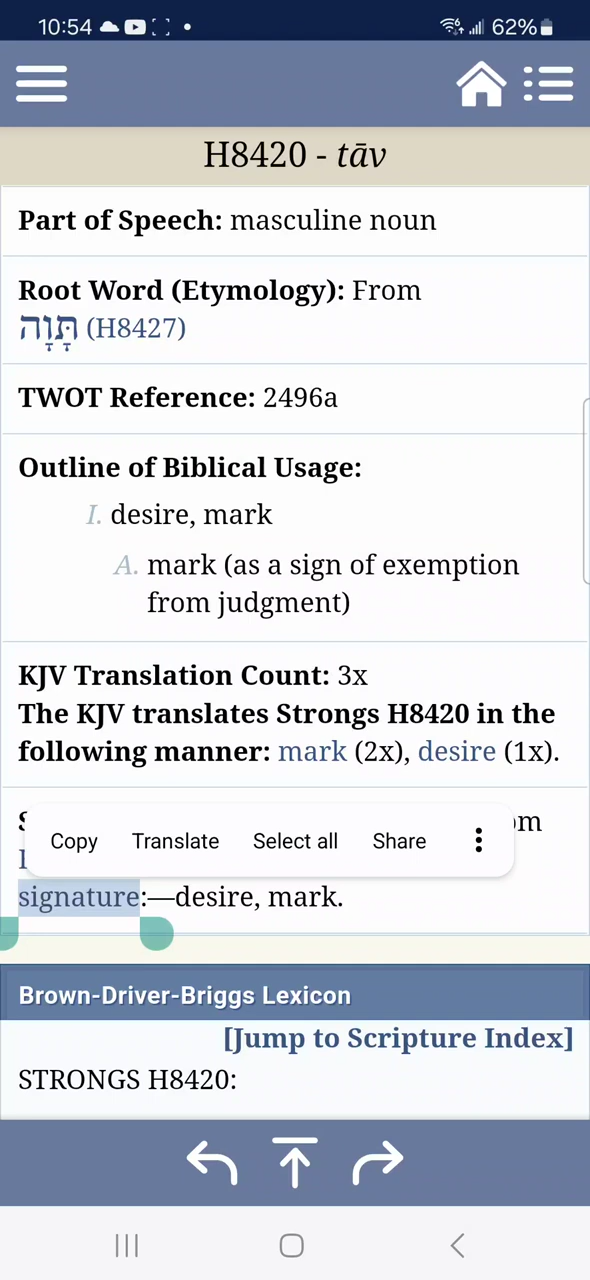 10:54 62%
H8420 - tāv
Part of Speech: masculine noun
Root Word (Etymology): From
תָּוָה (H8427)
TWOT Reference: 2496a
Outline of Biblical Usage:
I. desire, mark
A. mark (as a sign of exemption
from judgment)
KJV Translation Count: 3x
The KJV translates Strongs H8420 in the
following manner: mark (2x), desire (1x).
Copy Translate Select all Share
signature:—desire, mark.
Brown-Driver-Briggs Lexicon
[Jump to Scripture Index]
STRONGS H8420: